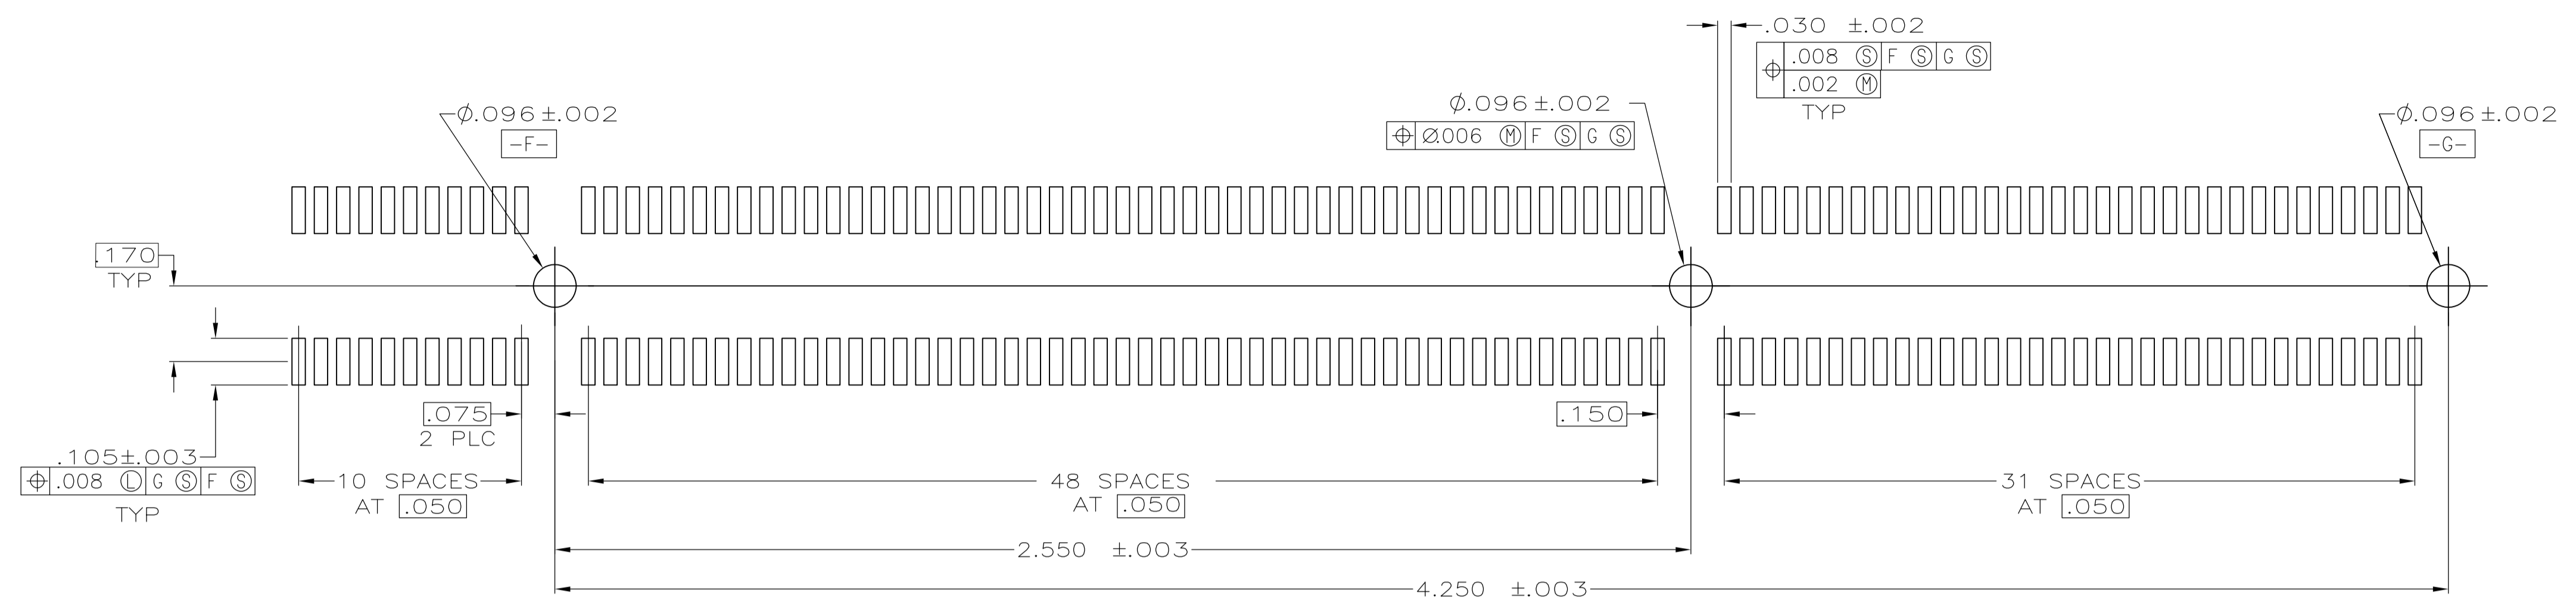 .030 ±.002
⌖ .008 Ⓢ F Ⓢ G Ⓢ
.002 Ⓜ
TYP
Ø.096±.002
-F-
Ø.096±.002
⌖ Ø.006 Ⓜ F Ⓢ G Ⓢ
Ø.096±.002
-G-
.170
TYP
.075
2 PLC
.150
.105±.003
⌖ .008 Ⓛ G Ⓢ F Ⓢ
TYP
10 SPACES
AT .050
48 SPACES
AT .050
31 SPACES
AT .050
2.550 ±.003
4.250 ±.003